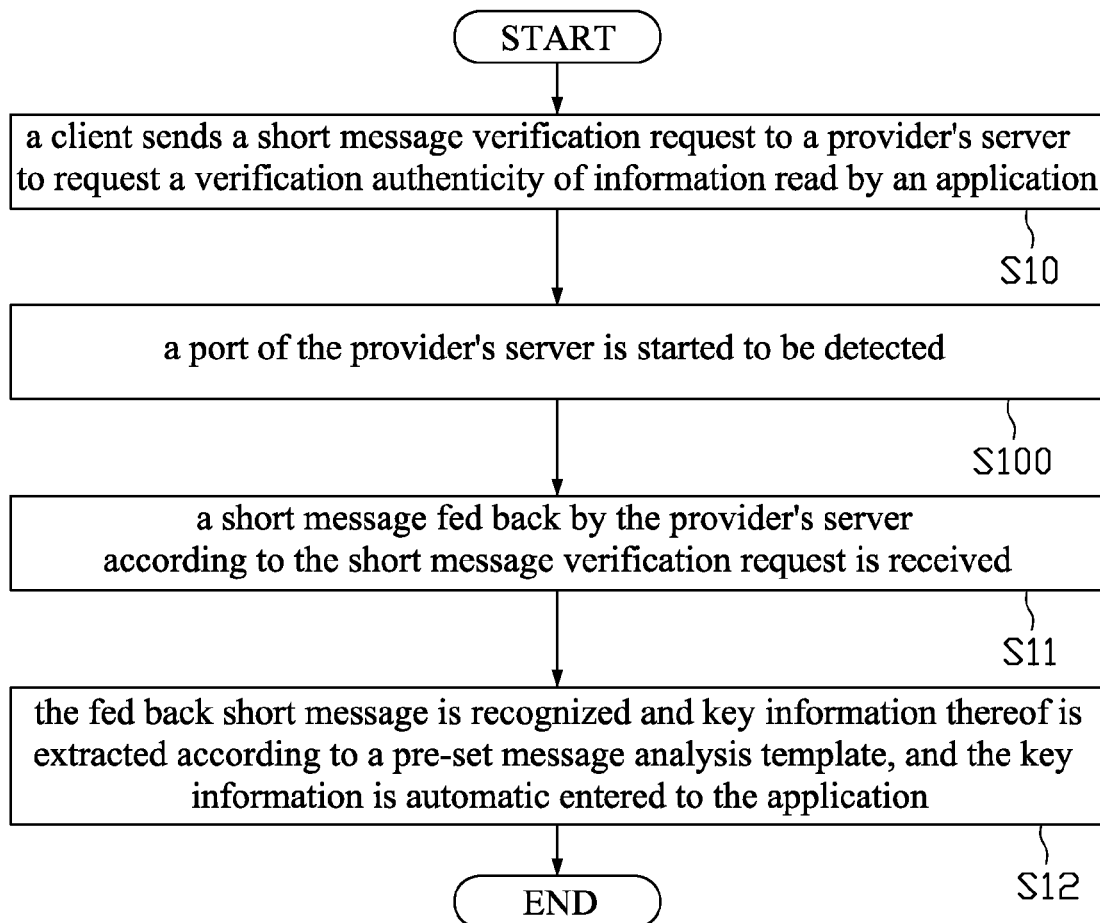 START
a client sends a short message verification request to a provider's server
to request a verification authenticity of information read by an application
S10
a port of the provider's server is started to be detected
S100
a short message fed back by the provider's server
according to the short message verification request is received
S11
the fed back short message is recognized and key information thereof is
extracted according to a pre-set message analysis template, and the key
information is automatic entered to the application
S12
END